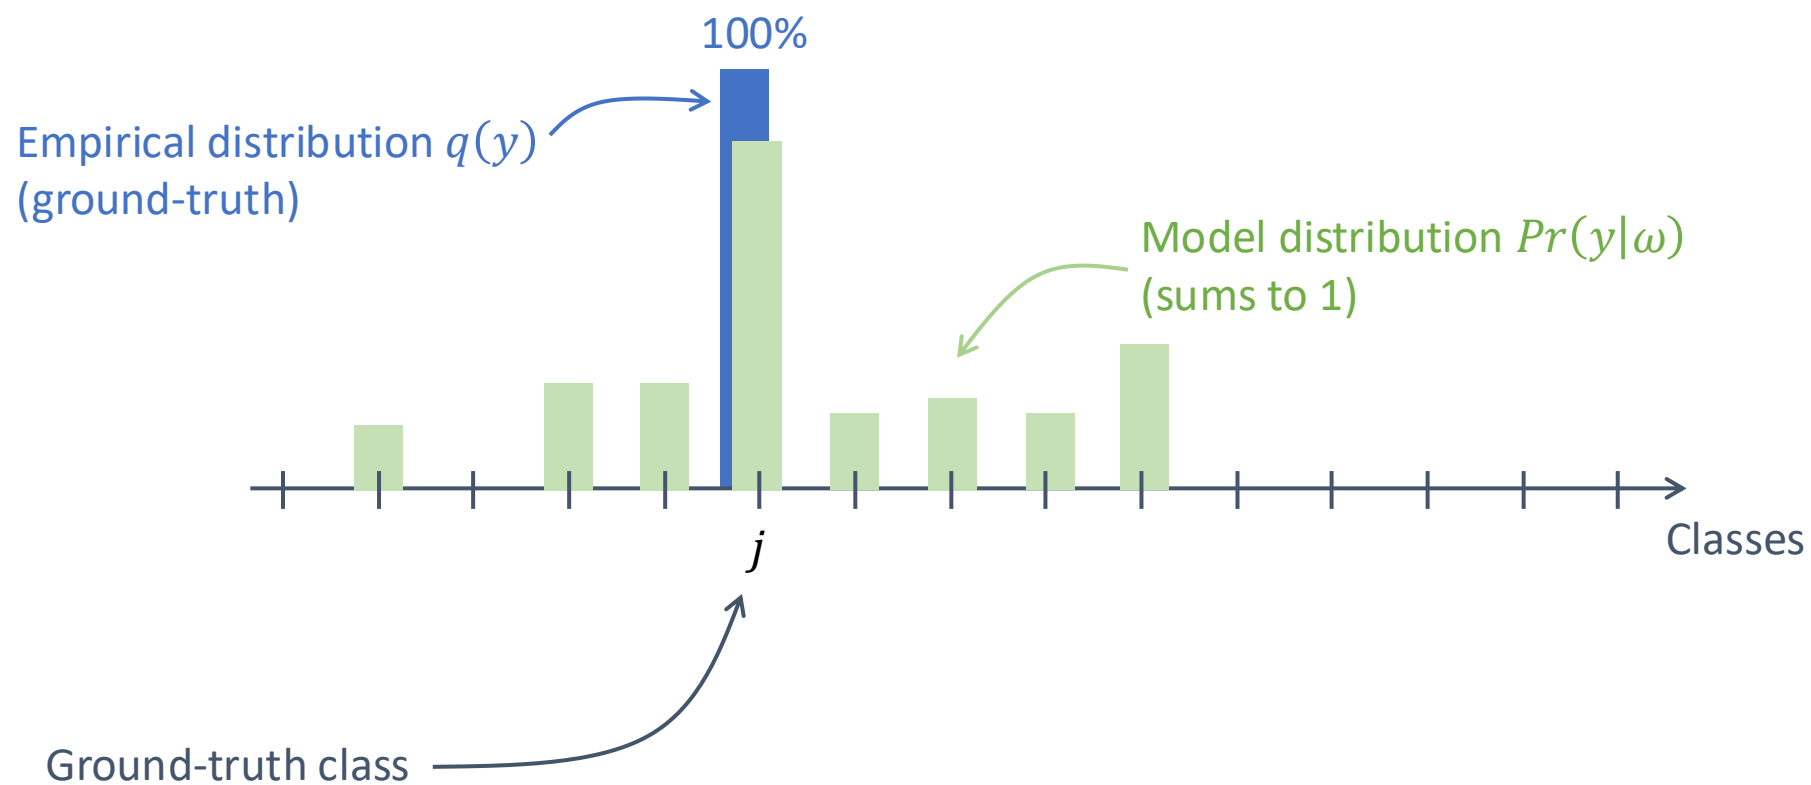 100%
Empirical distribution 𝑞(𝑦)
(ground-truth)
Model distribution 𝑃𝑟(𝑦|𝜔)
(sums to 1)
𝑗
Classes
Ground-truth class